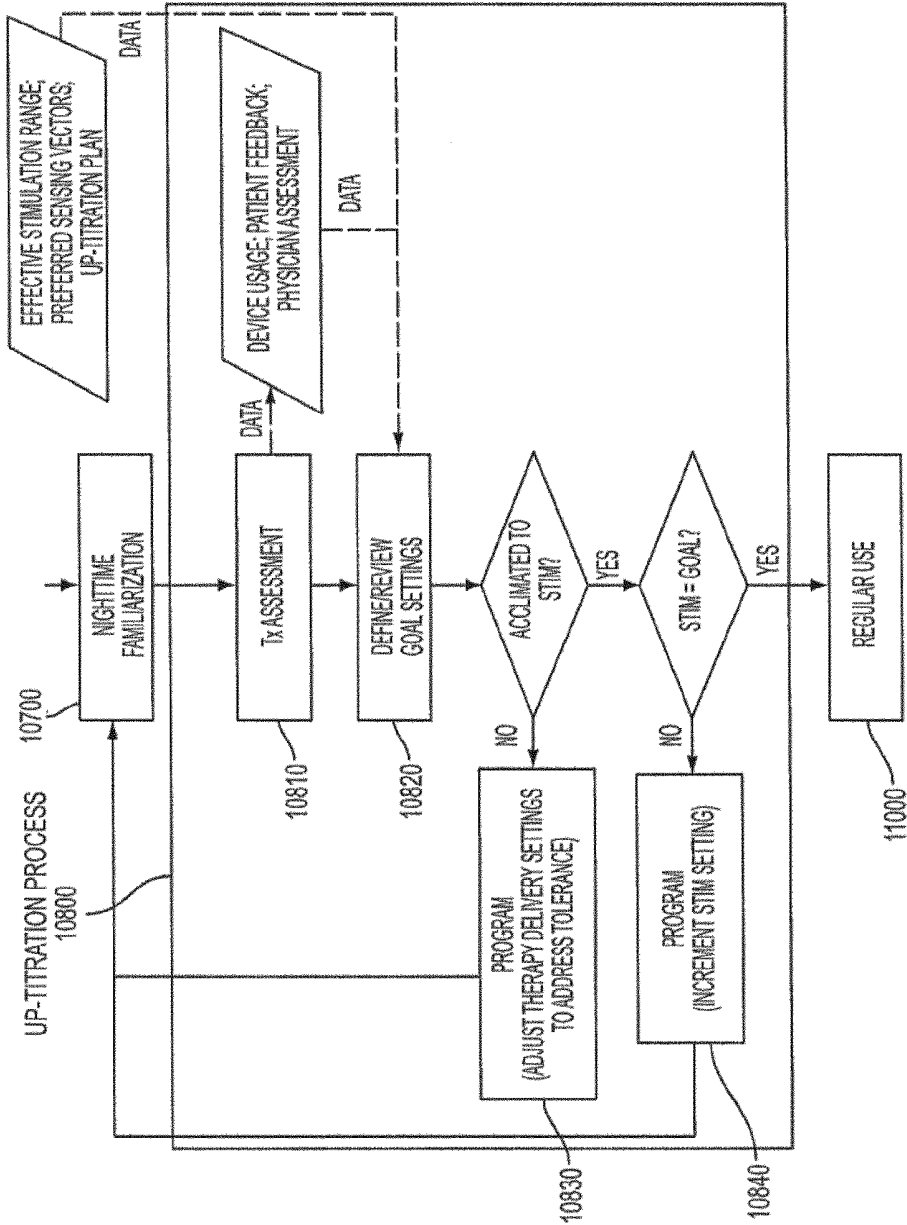 UP-TITRATION PROCESS
10800
10700
NIGHTTIME
FAMILIARIZATION
EFFECTIVE STIMULATION RANGE;
PREFERRED SENSING VECTORS;
UP-TITRATION PLAN
DATA
10810
Tx ASSESSMENT
DATA
DEVICE USAGE; PATIENT FEEDBACK;
PHYSICIAN ASSESSMENT
DATA
10820
DEFINE/REVIEW
GOAL SETTINGS
ACCLIMATED TO
STIM?
NO
YES
PROGRAM
(ADJUST THERAPY DELIVERY SETTINGS
TO ADDRESS TOLERANCE)
10830
STIM = GOAL?
NO
YES
PROGRAM
(INCREMENT STIM SETTING)
10840
REGULAR USE
11000